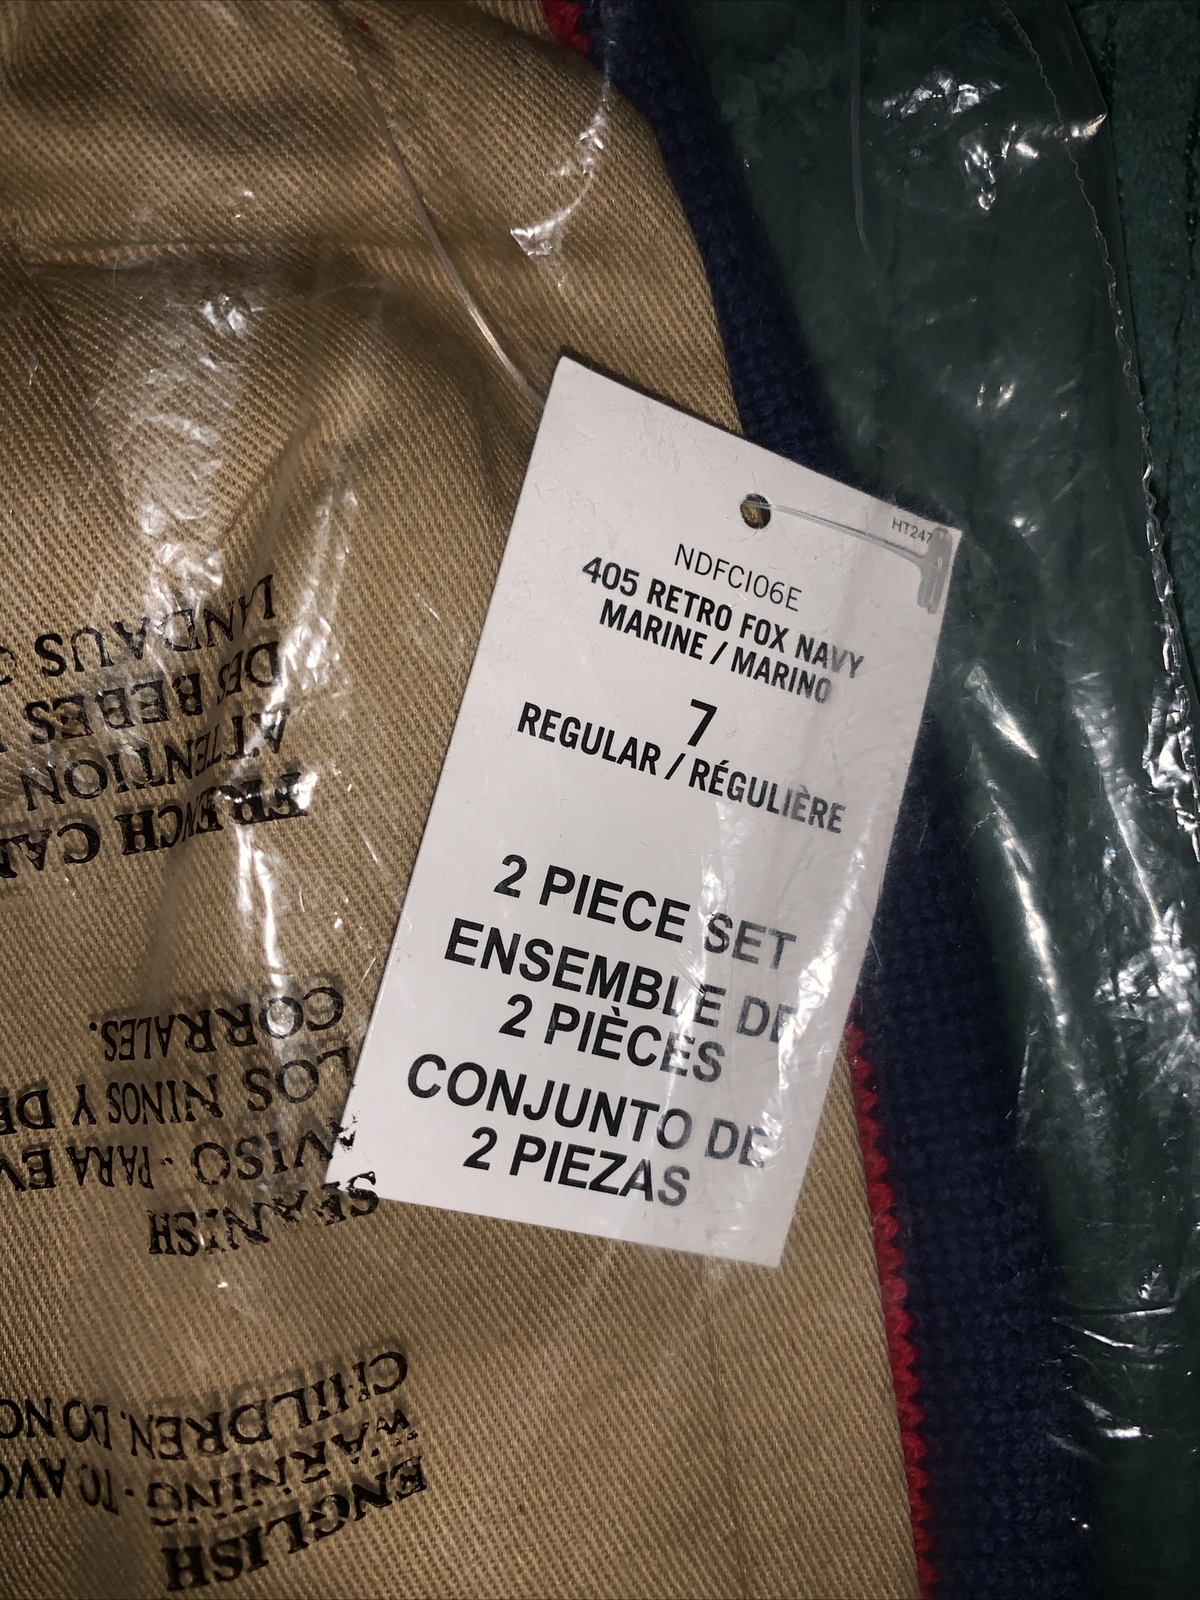 HT247
NDFCI06E
405 RETRO FOX NAVY
MARINE / MARINO
7
REGULAR / RÉGULIÈRE
2 PIECE SET
ENSEMBLE DE
2 PIÈCES
CONJUNTO DE
2 PIEZAS
ENGLISH
WARNING - TO AVO
CHILDREN. DO NO
SPANISH
AVISO - PARA EV
LOS NINOS Y DE
CORRALES.
FRENCH CAN
ATTENTION
DES BEBES
LANDAUS